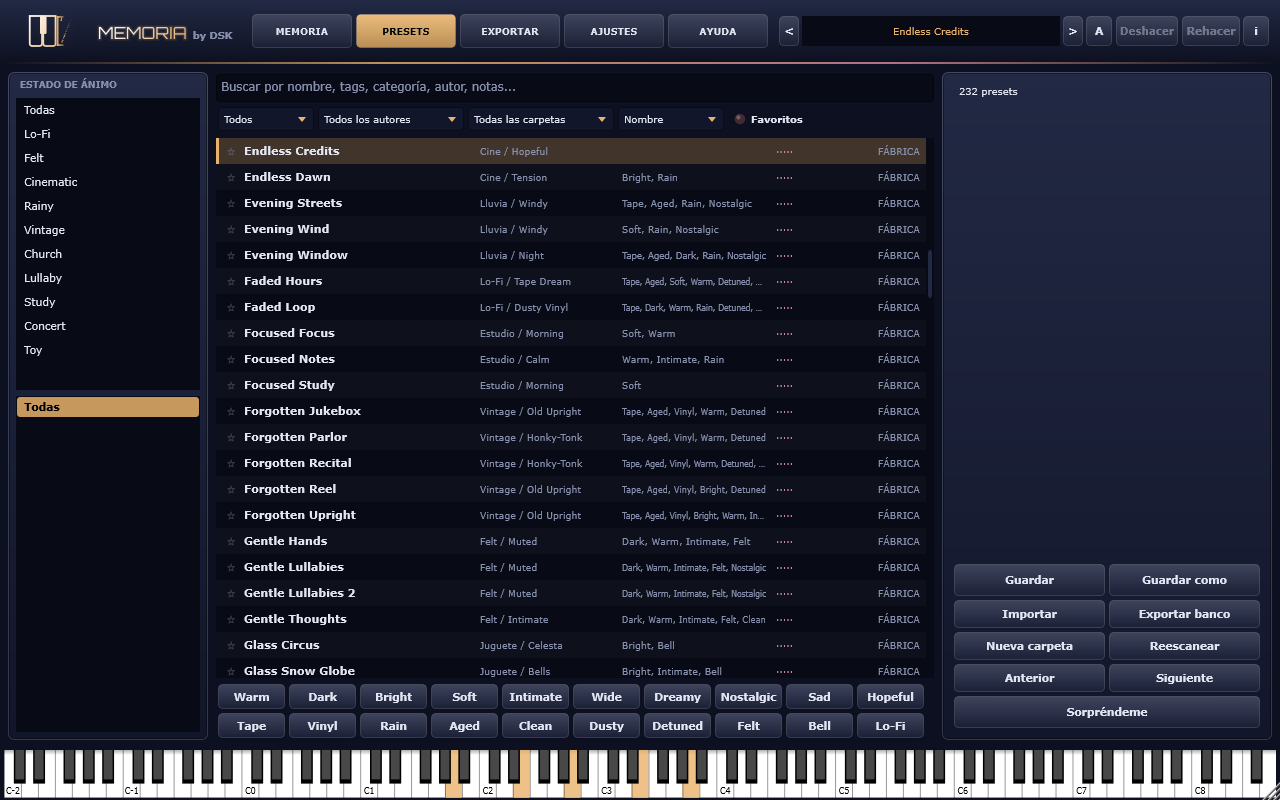 MEMORIA by DSK MEMORIA PRESETS EXPORTAR AJUSTES AYUDA < Endless Credits > A Deshacer Rehacer i
ESTADO DE ÁNIMO
Todas
Lo-Fi
Felt
Cinematic
Rainy
Vintage
Church
Lullaby
Study
Concert
Toy
Todas
Buscar por nombre, tags, categoría, autor, notas...
Todos Todos los autores Todas las carpetas Nombre Favoritos
☆ Endless Credits Cine / Hopeful ····· FÁBRICA
☆ Endless Dawn Cine / Tension Bright, Rain ····· FÁBRICA
☆ Evening Streets Lluvia / Windy Tape, Aged, Rain, Nostalgic ····· FÁBRICA
☆ Evening Wind Lluvia / Windy Soft, Rain, Nostalgic ····· FÁBRICA
☆ Evening Window Lluvia / Night Tape, Aged, Dark, Rain, Nostalgic ····· FÁBRICA
☆ Faded Hours Lo-Fi / Tape Dream Tape, Aged, Soft, Warm, Detuned, ... ····· FÁBRICA
☆ Faded Loop Lo-Fi / Dusty Vinyl Tape, Dark, Warm, Rain, Detuned, ... ····· FÁBRICA
☆ Focused Focus Estudio / Morning Soft, Warm ····· FÁBRICA
☆ Focused Notes Estudio / Calm Warm, Intimate, Rain ····· FÁBRICA
☆ Focused Study Estudio / Morning Soft ····· FÁBRICA
☆ Forgotten Jukebox Vintage / Old Upright Tape, Aged, Vinyl, Warm, Detuned ····· FÁBRICA
☆ Forgotten Parlor Vintage / Honky-Tonk Tape, Aged, Vinyl, Warm, Detuned ····· FÁBRICA
☆ Forgotten Recital Vintage / Honky-Tonk Tape, Aged, Vinyl, Warm, Detuned, ... ····· FÁBRICA
☆ Forgotten Reel Vintage / Old Upright Tape, Aged, Vinyl, Bright, Detuned ····· FÁBRICA
☆ Forgotten Upright Vintage / Old Upright Tape, Aged, Vinyl, Bright, Warm, In... ····· FÁBRICA
☆ Gentle Hands Felt / Muted Dark, Warm, Intimate, Felt ····· FÁBRICA
☆ Gentle Lullabies Felt / Muted Dark, Warm, Intimate, Felt, Nostalgic ····· FÁBRICA
☆ Gentle Lullabies 2 Felt / Muted Dark, Warm, Intimate, Felt, Nostalgic ····· FÁBRICA
☆ Gentle Thoughts Felt / Intimate Dark, Warm, Intimate, Felt, Clean ····· FÁBRICA
☆ Glass Circus Juguete / Celesta Bright, Bell ····· FÁBRICA
☆ Glass Snow Globe Juguete / Bells Bright, Intimate, Bell ····· FÁBRICA
Warm Dark Bright Soft Intimate Wide Dreamy Nostalgic Sad Hopeful
Tape Vinyl Rain Aged Clean Dusty Detuned Felt Bell Lo-Fi
232 presets
Guardar Guardar como
Importar Exportar banco
Nueva carpeta Reescanear
Anterior Siguiente
Sorpréndeme
C-2 C-1 C0 C1 C2 C3 C4 C5 C6 C7 C8